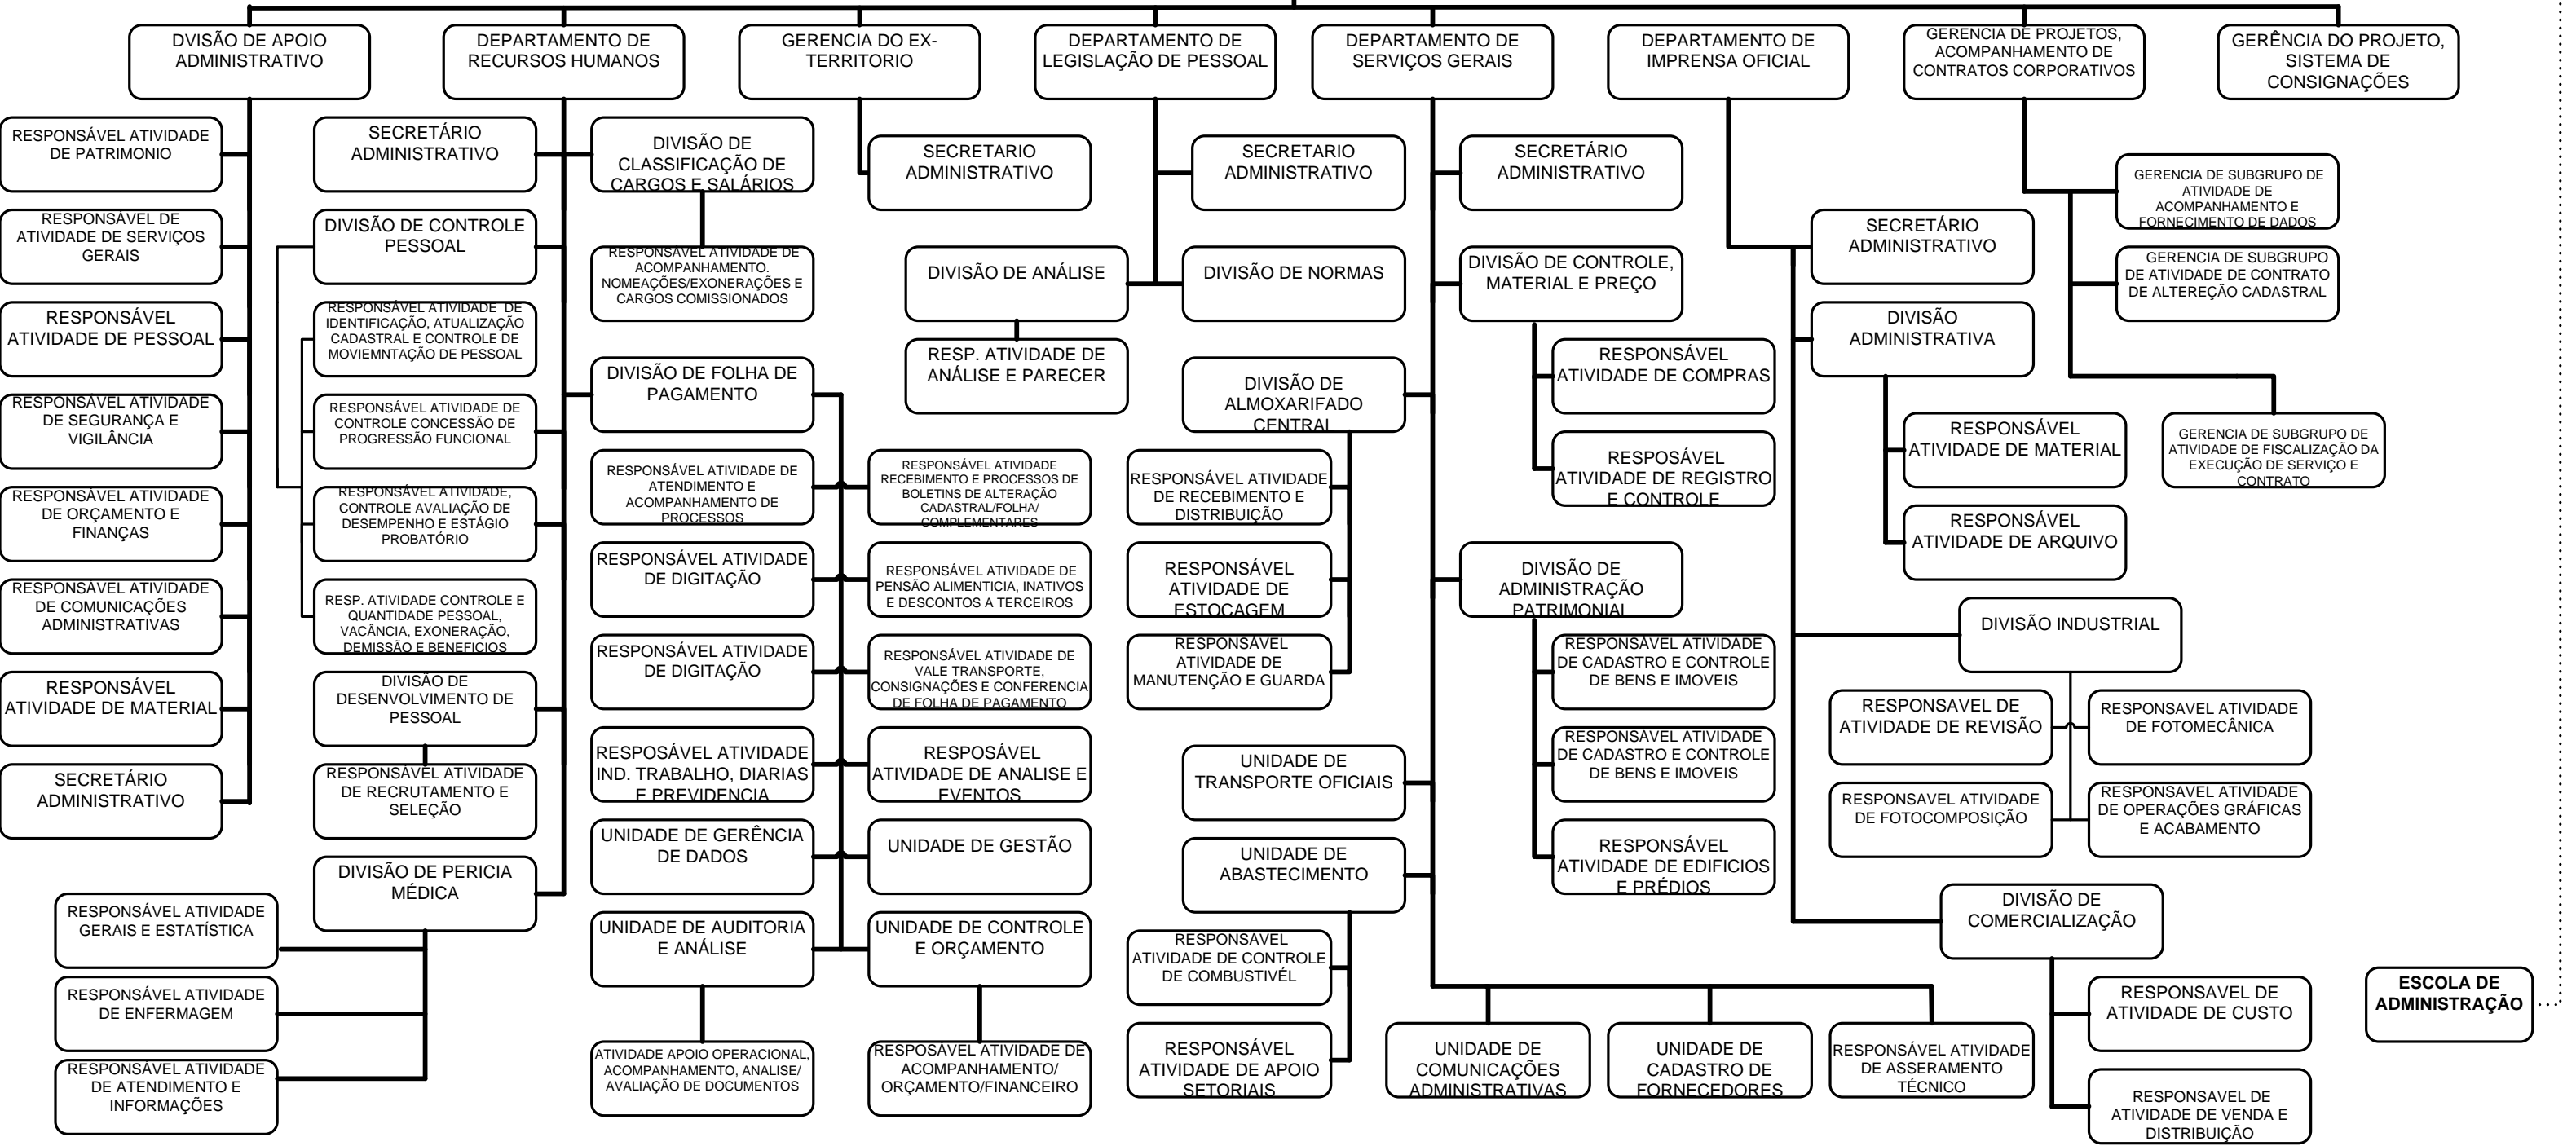 DVISÃO DE APOIO
ADMINISTRATIVO
DEPARTAMENTO DE
RECURSOS HUMANOS
GERENCIA DO EX-
TERRITORIO
DEPARTAMENTO DE
LEGISLAÇÃO DE PESSOAL
DEPARTAMENTO DE
SERVIÇOS GERAIS
DEPARTAMENTO DE
IMPRENSA OFICIAL
GERENCIA DE PROJETOS,
ACOMPANHAMENTO DE
CONTRATOS CORPORATIVOS
GERÊNCIA DO PROJETO,
SISTEMA DE
CONSIGNAÇÕES
RESPONSÁVEL ATIVIDADE
DE PATRIMONIO
RESPONSÁVEL DE
ATIVIDADE DE SERVIÇOS
GERAIS
RESPONSÁVEL
ATIVIDADE DE PESSOAL
RESPONSÁVEL ATIVIDADE
DE SEGURANÇA E
VIGILÂNCIA
RESPONSÁVEL ATIVIDADE
DE ORÇAMENTO E
FINANÇAS
RESPONSÁVEL ATIVIDADE
DE COMUNICAÇÕES
ADMINISTRATIVAS
RESPONSÁVEL
ATIVIDADE DE MATERIAL
SECRETÁRIO
ADMINISTRATIVO
SECRETÁRIO
ADMINISTRATIVO
DIVISÃO DE CONTROLE
PESSOAL
RESPONSÁVEL ATIVIDADE DE
IDENTIFICAÇÃO, ATUALIZAÇÃO
CADASTRAL E CONTROLE DE
MOVIEMNTAÇÃO DE PESSOAL
RESPONSÁVEL ATIVIDADE DE
CONTROLE CONCESSÃO DE
PROGRESSÃO FUNCIONAL
RESPONSÁVEL ATIVIDADE,
CONTROLE AVALIAÇÃO DE
DESEMPENHO E ESTÁGIO
PROBATÓRIO
RESP. ATIVIDADE CONTROLE E
QUANTIDADE PESSOAL,
VACÂNCIA, EXONERAÇÃO,
DEMISSÃO E BENEFICIOS
DIVISÃO DE
DESENVOLVIMENTO DE
PESSOAL
RESPONSÁVEL ATIVIDADE
DE RECRUTAMENTO E
SELEÇÃO
DIVISÃO DE PERICIA
MÉDICA
RESPONSÁVEL ATIVIDADE
GERAIS E ESTATÍSTICA
RESPONSÁVEL ATIVIDADE
DE ENFERMAGEM
RESPONSÁVEL ATIVIDADE
DE ATENDIMENTO E
INFORMAÇÕES
DIVISÃO DE
CLASSIFICAÇÃO DE
CARGOS E SALÁRIOS
RESPONSÁVEL ATIVIDADE DE
ACOMPANHAMENTO.
NOMEAÇÕES/EXONERAÇÕES E
CARGOS COMISSIONADOS
DIVISÃO DE FOLHA DE
PAGAMENTO
RESPONSÁVEL ATIVIDADE DE
ATENDIMENTO E
ACOMPANHAMENTO DE
PROCESSOS
RESPONSÁVEL ATIVIDADE
RECEBIMENTO E PROCESSOS DE
BOLETINS DE ALTERAÇÃO
CADASTRAL/FOLHA/
COMPLEMENTARES
RESPONSÁVEL ATIVIDADE
DE DIGITAÇÃO
RESPONSÁVEL ATIVIDADE DE
PENSÃO ALIMENTICIA, INATIVOS
E DESCONTOS A TERCEIROS
RESPONSÁVEL ATIVIDADE
DE DIGITAÇÃO
RESPONSÁVEL ATIVIDADE DE
VALE TRANSPORTE,
CONSIGNAÇÕES E CONFERENCIA
DE FOLHA DE PAGAMENTO
RESPOSÁVEL ATIVIDADE
IND. TRABALHO, DIARIAS
E PREVIDENCIA
RESPOSÁVEL
ATIVIDADE DE ANALISE E
EVENTOS
UNIDADE DE GERÊNCIA
DE DADOS
UNIDADE DE GESTÃO
UNIDADE DE AUDITORIA
E ANÁLISE
UNIDADE DE CONTROLE
E ORÇAMENTO
ATIVIDADE APOIO OPERACIONAL,
ACOMPANHAMENTO, ANALISE/
AVALIAÇÃO DE DOCUMENTOS
RESPOSÁVEL ATIVIDADE DE
ACOMPANHAMENTO/
ORÇAMENTO/FINANCEIRO
SECRETARIO
ADMINISTRATIVO
SECRETARIO
ADMINISTRATIVO
DIVISÃO DE ANÁLISE
DIVISÃO DE NORMAS
RESP. ATIVIDADE DE
ANÁLISE E PARECER
SECRETÁRIO
ADMINISTRATIVO
DIVISÃO DE CONTROLE,
MATERIAL E PREÇO
RESPONSÁVEL
ATIVIDADE DE COMPRAS
RESPOSÁVEL
ATIVIDADE DE REGISTRO
E CONTROLE
DIVISÃO DE
ALMOXARIFADO
CENTRAL
RESPONSÁVEL ATIVIDADE
DE RECEBIMENTO E
DISTRIBUIÇÃO
RESPONSÁVEL
ATIVIDADE DE
ESTOCAGEM
RESPONSÁVEL
ATIVIDADE DE
MANUTENÇÃO E GUARDA
DIVISÃO DE
ADMINISTRAÇÃO
PATRIMONIAL
RESPONSÁVEL ATIVIDADE
DE CADASTRO E CONTROLE
DE BENS E IMOVEIS
RESPONSÁVEL ATIVIDADE
DE CADASTRO E CONTROLE
DE BENS E IMOVEIS
RESPONSÁVEL
ATIVIDADE DE EDIFICIOS
E PRÉDIOS
UNIDADE DE
TRANSPORTE OFICIAIS
UNIDADE DE
ABASTECIMENTO
RESPONSÁVEL
ATIVIDADE DE CONTROLE
DE COMBUSTIVÉL
RESPONSÁVEL
ATIVIDADE DE APOIO
SETORIAIS
UNIDADE DE
COMUNICAÇÕES
ADMINISTRATIVAS
UNIDADE DE
CADASTRO DE
FORNECEDORES
RESPONSÁVEL ATIVIDADE
DE ASSERAMENTO
TÉCNICO
SECRETÁRIO
ADMINISTRATIVO
DIVISÃO
ADMINISTRATIVA
RESPONSÁVEL
ATIVIDADE DE MATERIAL
RESPONSÁVEL
ATIVIDADE DE ARQUIVO
DIVISÃO INDUSTRIAL
RESPONSAVEL DE
ATIVIDADE DE REVISÃO
RESPONSAVEL ATIVIDADE
DE FOTOMECÂNICA
RESPONSAVEL ATIVIDADE
DE FOTOCOMPOSIÇÃO
RESPONSÁVEL ATIVIDADE
DE OPERAÇÕES GRÁFICAS
E ACABAMENTO
DIVISÃO DE
COMERCIALIZAÇÃO
RESPONSAVEL DE
ATIVIDADE DE CUSTO
RESPONSAVEL DE
ATIVIDADE DE VENDA E
DISTRIBUIÇÃO
GERENCIA DE SUBGRUPO DE
ATIVIDADE DE
ACOMPANHAMENTO E
FORNECIMENTO DE DADOS
GERENCIA DE SUBGRUPO
DE ATIVIDADE DE CONTRATO
DE ALTEREÇÃO CADASTRAL
GERENCIA DE SUBGRUPO DE
ATIVIDADE DE FISCALIZAÇÃO DA
EXECUÇÃO DE SERVIÇO E
CONTRATO
ESCOLA DE
ADMINISTRAÇÃO